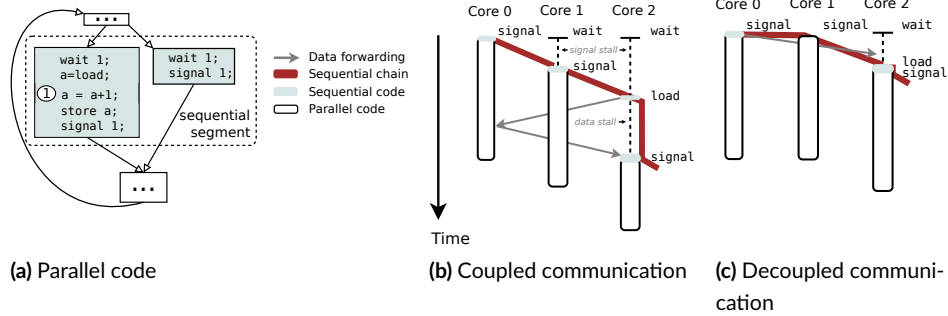 ...
wait 1;
a=load;
1 a = a+1;
store a;
signal 1;
wait 1;
signal 1;
sequential
segment
...
Data forwarding
Sequential chain
Sequential code
Parallel code
(a) Parallel code
Time
Core 0 Core 1 Core 2
signal wait wait
signal stall
signal
load
data stall
signal
(b) Coupled communication
Core 0 Core 1 Core 2
signal signal wait
load
signal
(c) Decoupled communi-
cation